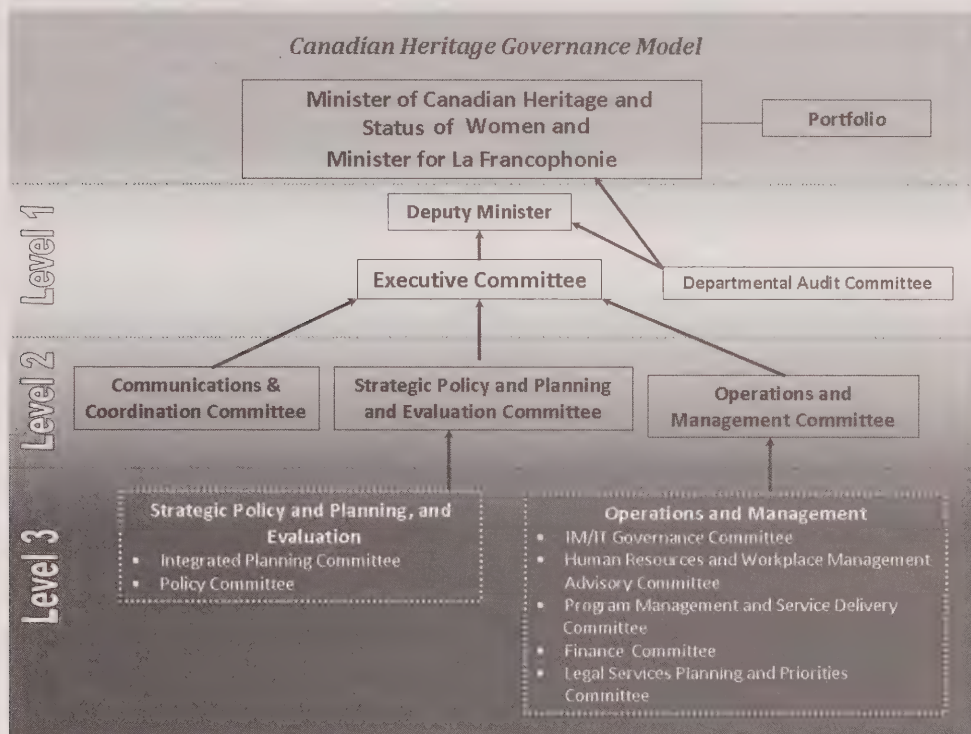 Canadian Heritage Governance Model
Minister of Canadian Heritage and
Status of Women and
Minister for La Francophonie
Portfolio
Level 1
Deputy Minister
Executive Committee
Departmental Audit Committee
Level 2
Communications &
Coordination Committee
Strategic Policy and Planning
and Evaluation Committee
Operations and
Management Committee
Level 3
Strategic Policy and Planning, and
Evaluation
• Integrated Planning Committee
• Policy Committee
Operations and Management
• IM/IT Governance Committee
• Human Resources and Workplace Management
Advisory Committee
• Program Management and Service Delivery
Committee
• Finance Committee
• Legal Services Planning and Priorities
Committee